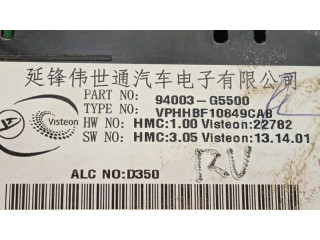 延锋伟世通汽车电子有限公司
PART NO: 94003-G5500
TYPE NO: VPHHBF10849CAB
HW NO: HMC:1.00 Visteon:22782
SW NO: HMC:3.05 Visteon:13.14.01
Visteon
RV
ALC NO:D350